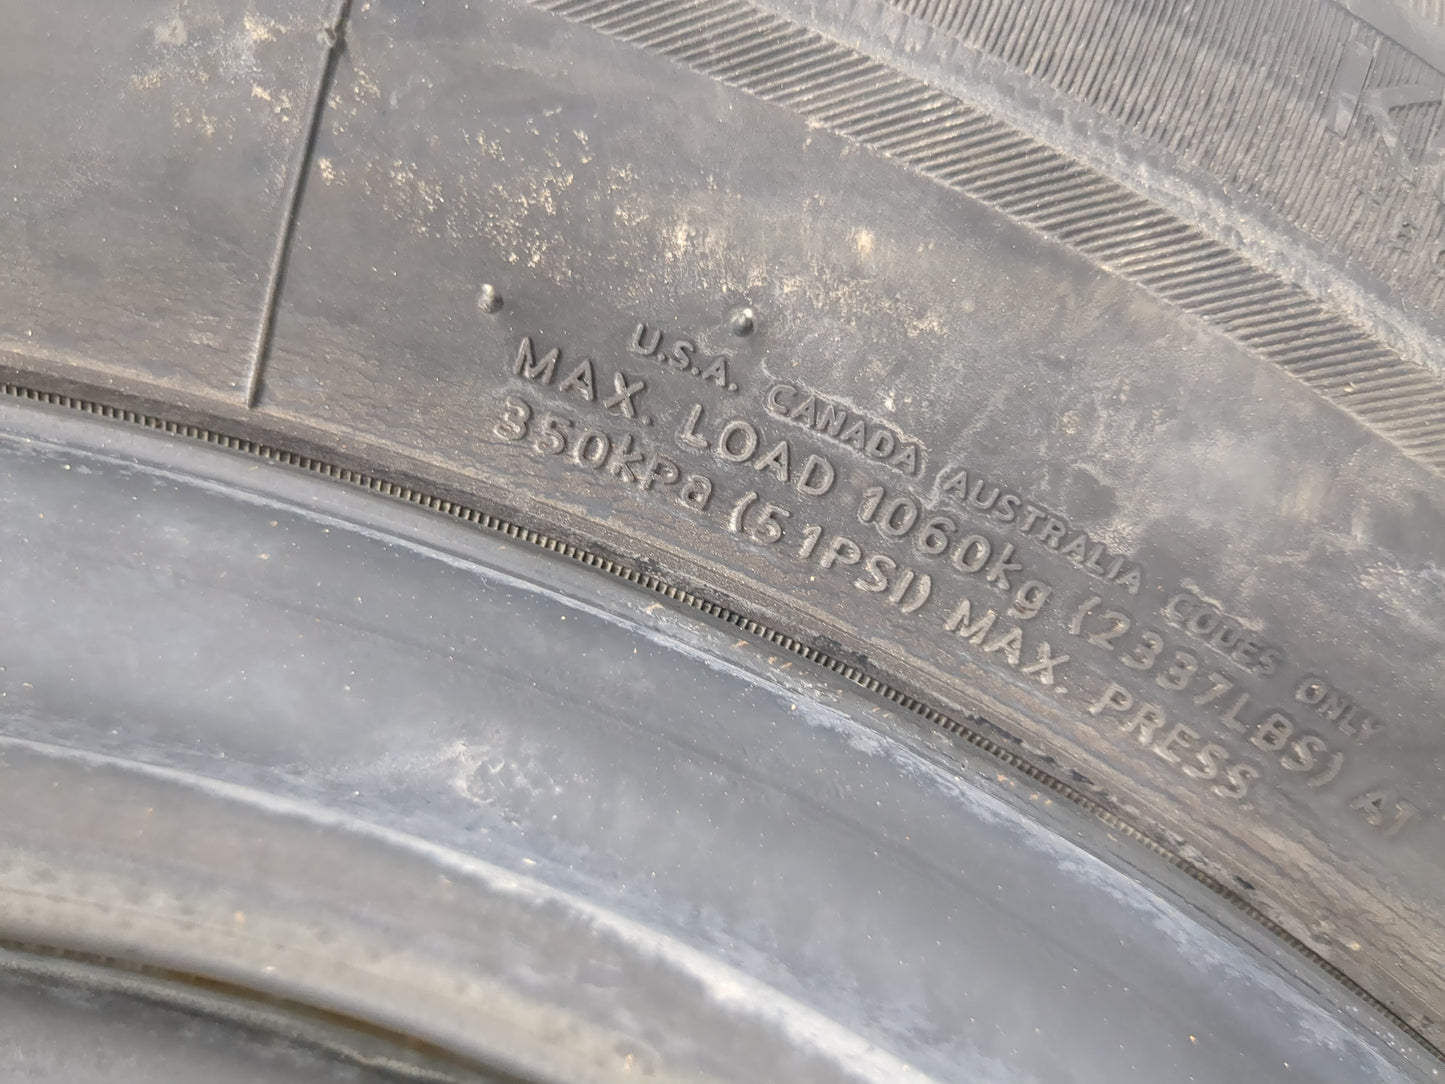 U.S.A. CANADA AUSTRALIA CODES ONLY
MAX. LOAD 1060kg (2337LBS) AT
350kPa (51PSI) MAX. PRESS.